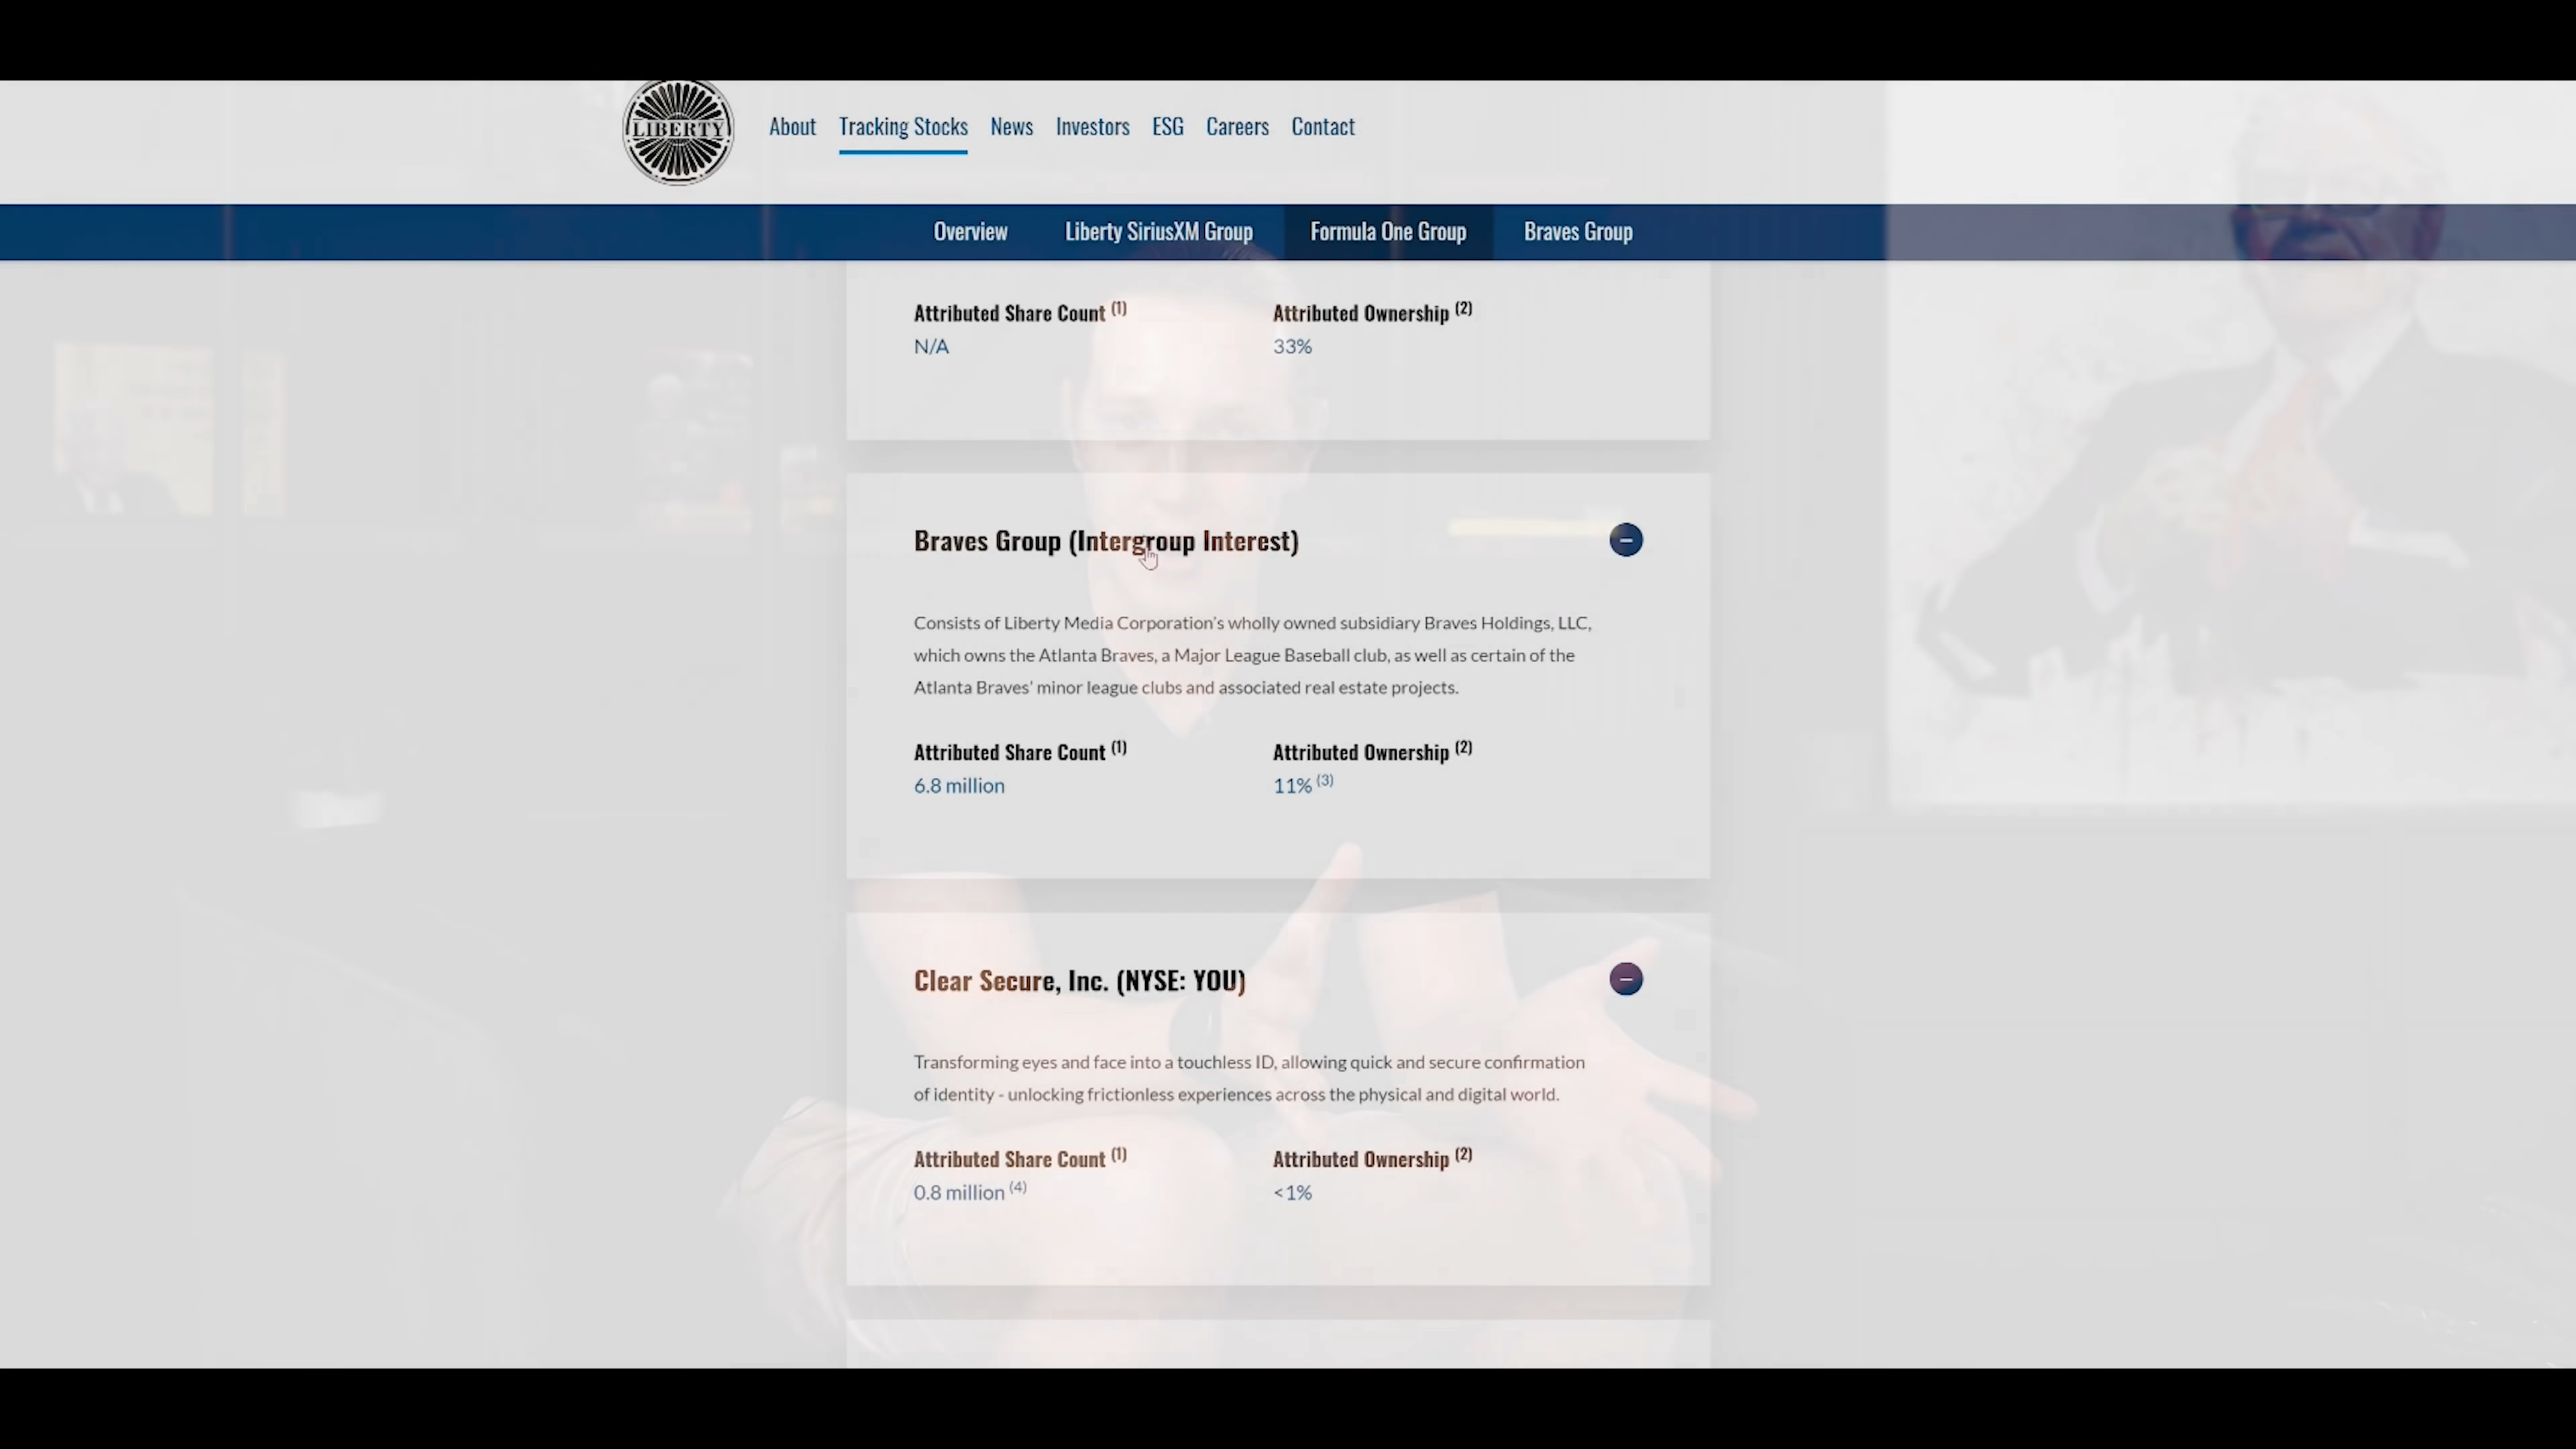 LIBERTY
About Tracking Stocks News Investors ESG Careers Contact
Overview Liberty SiriusXM Group Formula One Group Braves Group
Attributed Share Count (1) Attributed Ownership (2)
N/A 33%
Braves Group (Intergroup Interest)
Consists of Liberty Media Corporation's wholly owned subsidiary Braves Holdings, LLC,
which owns the Atlanta Braves, a Major League Baseball club, as well as certain of the
Atlanta Braves' minor league clubs and associated real estate projects.
Attributed Share Count (1) Attributed Ownership (2)
6.8 million 11% (3)
Clear Secure, Inc. (NYSE: YOU)
Transforming eyes and face into a touchless ID, allowing quick and secure confirmation
of identity - unlocking frictionless experiences across the physical and digital world.
Attributed Share Count (1) Attributed Ownership (2)
0.8 million (4) <1%